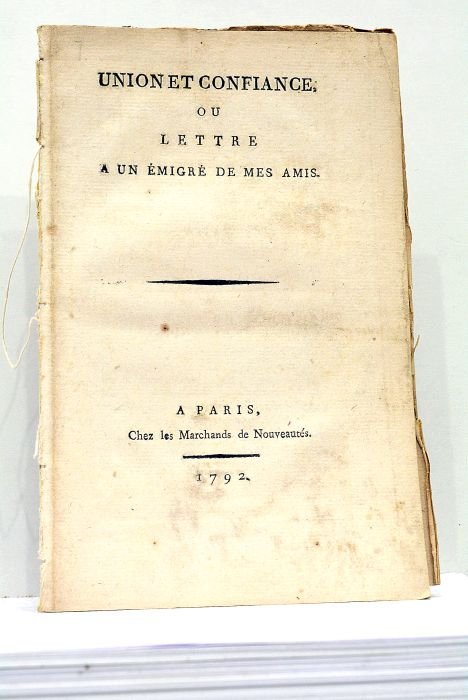 UNION ET CONFIANCE,
OU
LETTRE
A UN ÉMIGRÉ DE MES AMIS.
A PARIS,
Chez les Marchands de Nouveautés.
1792.